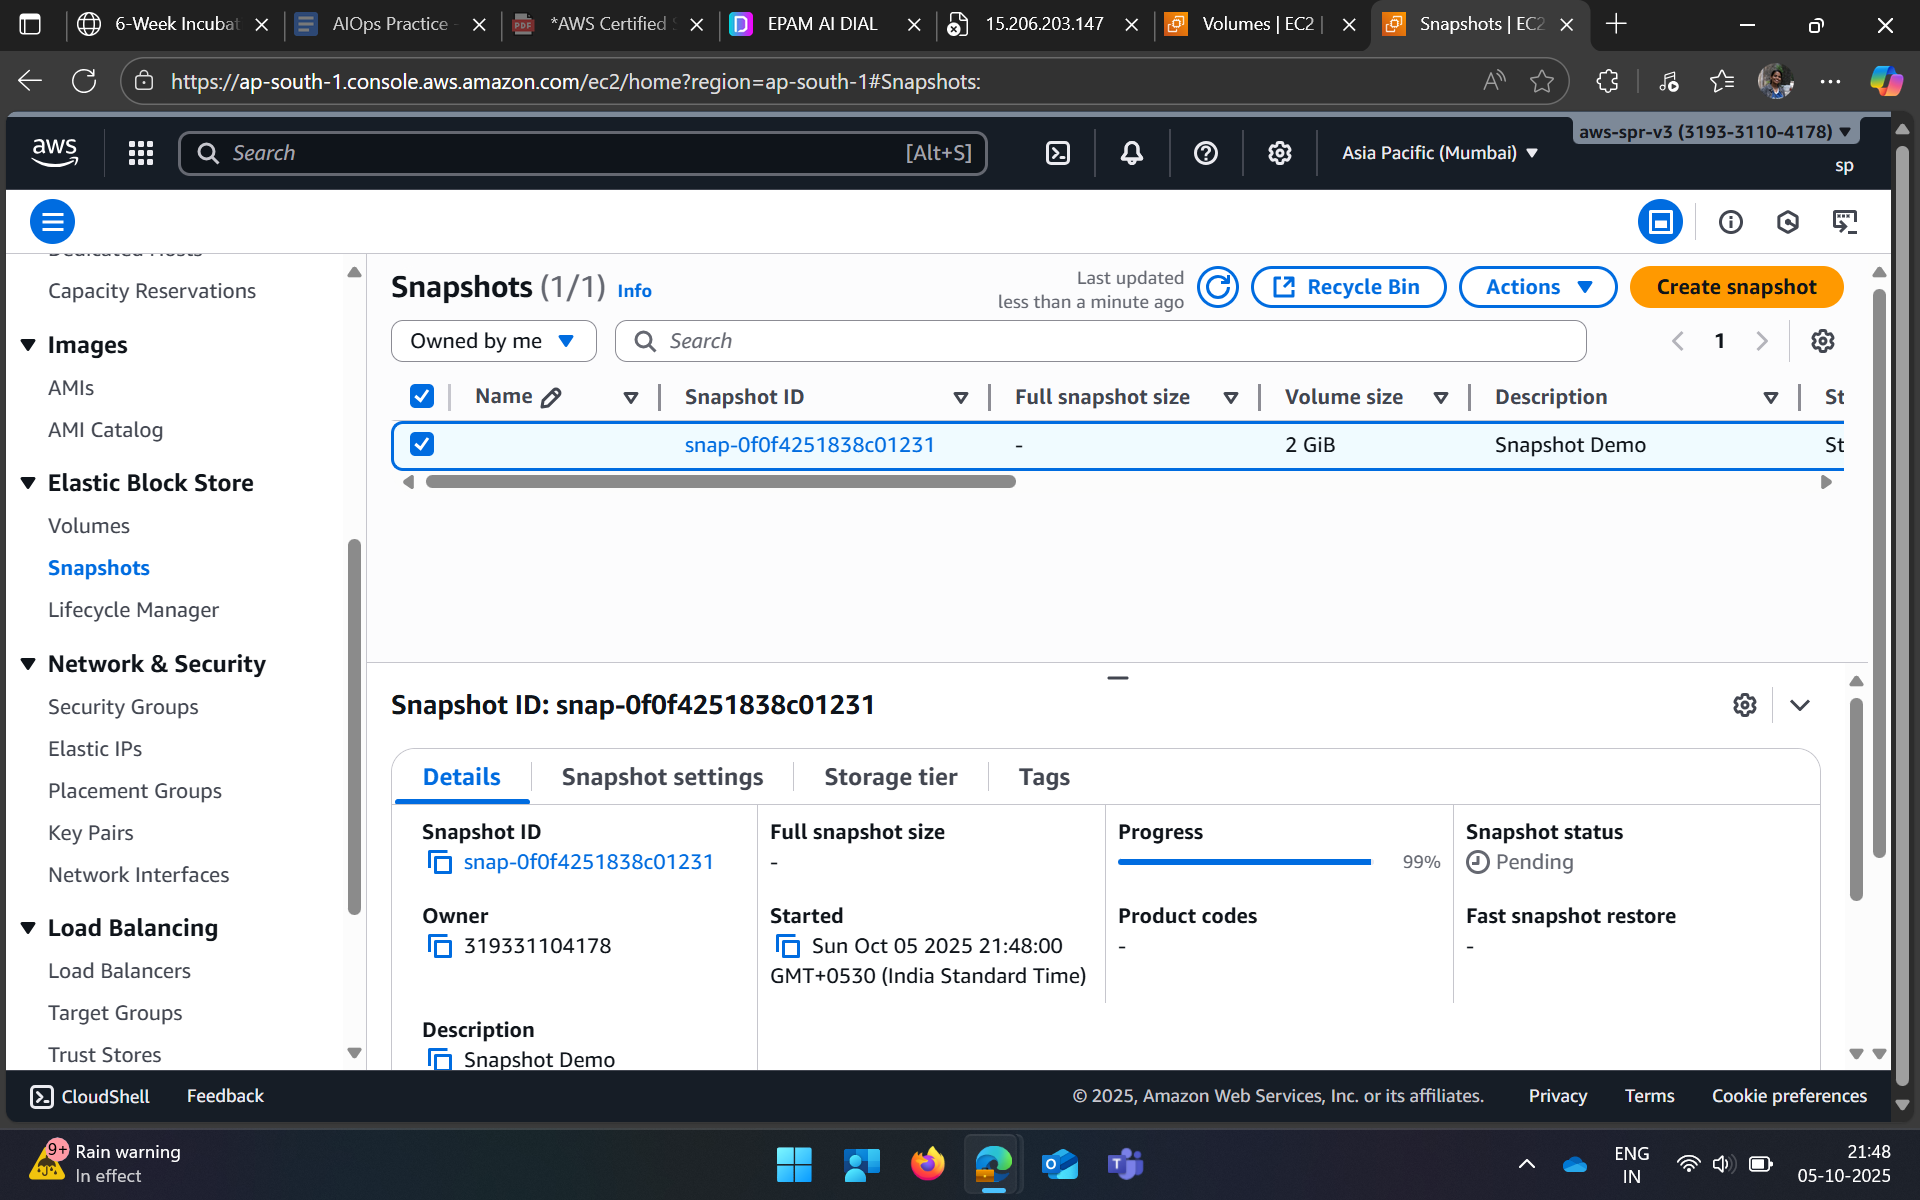 6-Week Incubat
AIOps Practice -
*AWS Certified S
EPAM AI DIAL
15.206.203.147
Volumes | EC2 |
Snapshots | EC2
https://ap-south-1.console.aws.amazon.com/ec2/home?region=ap-south-1#Snapshots:
aws
Search
[Alt+S]
Asia Pacific (Mumbai)
aws-spr-v3 (3193-3110-4178)
sp
Capacity Reservations
Images
AMIs
AMI Catalog
Elastic Block Store
Volumes
Snapshots
Lifecycle Manager
Network & Security
Security Groups
Elastic IPs
Placement Groups
Key Pairs
Network Interfaces
Load Balancing
Load Balancers
Target Groups
Trust Stores
Snapshots (1/1) Info
Last updated
less than a minute ago
Recycle Bin
Actions
Create snapshot
Owned by me
Search
1
Name Snapshot ID Full snapshot size Volume size Description St
snap-0f0f4251838c01231 - 2 GiB Snapshot Demo St
Snapshot ID: snap-0f0f4251838c01231
Details Snapshot settings Storage tier Tags
Snapshot ID
snap-0f0f4251838c01231
Full snapshot size
-
Progress
99%
Snapshot status
Pending
Owner
319331104178
Started
Sun Oct 05 2025 21:48:00
GMT+0530 (India Standard Time)
Product codes
-
Fast snapshot restore
-
Description
Snapshot Demo
CloudShell Feedback
© 2025, Amazon Web Services, Inc. or its affiliates. Privacy Terms Cookie preferences
9+
Rain warning
In effect
ENG
IN
21:48
05-10-2025